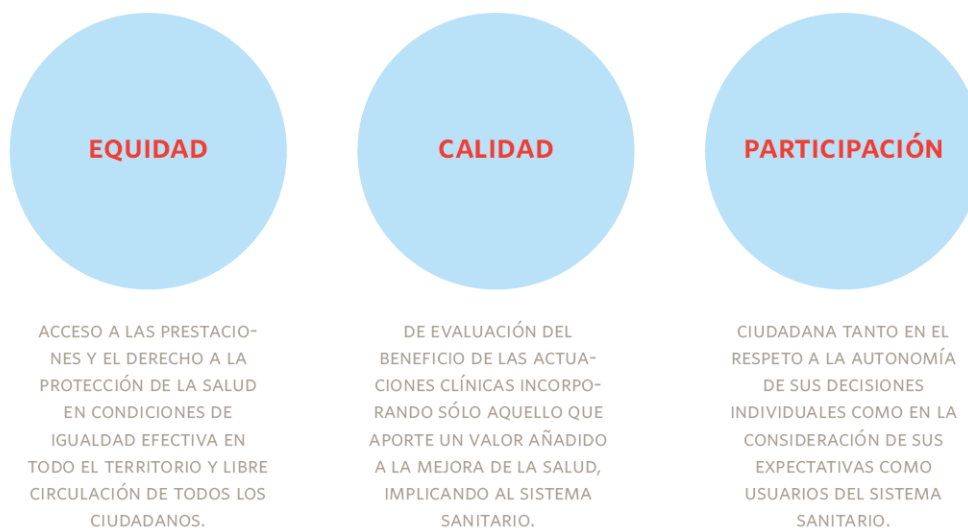 EQUIDAD
ACCESO A LAS PRESTACIO-
NES Y EL DERECHO A LA
PROTECCIÓN DE LA SALUD
EN CONDICIONES DE
IGUALDAD EFECTIVA EN
TODO EL TERRITORIO Y LIBRE
CIRCULACIÓN DE TODOS LOS
CIUDADANOS.
CALIDAD
DE EVALUACIÓN DEL
BENEFICIO DE LAS ACTUA-
CIONES CLÍNICAS INCORPO-
RANDO SÓLO AQUELLO QUE
APORTE UN VALOR AÑADIDO
A LA MEJORA DE LA SALUD,
IMPLICANDO AL SISTEMA
SANITARIO.
PARTICIPACIÓN
CIUDADANA TANTO EN EL
RESPETO A LA AUTONOMÍA
DE SUS DECISIONES
INDIVIDUALES COMO EN LA
CONSIDERACIÓN DE SUS
EXPECTATIVAS COMO
USUARIOS DEL SISTEMA
SANITARIO.